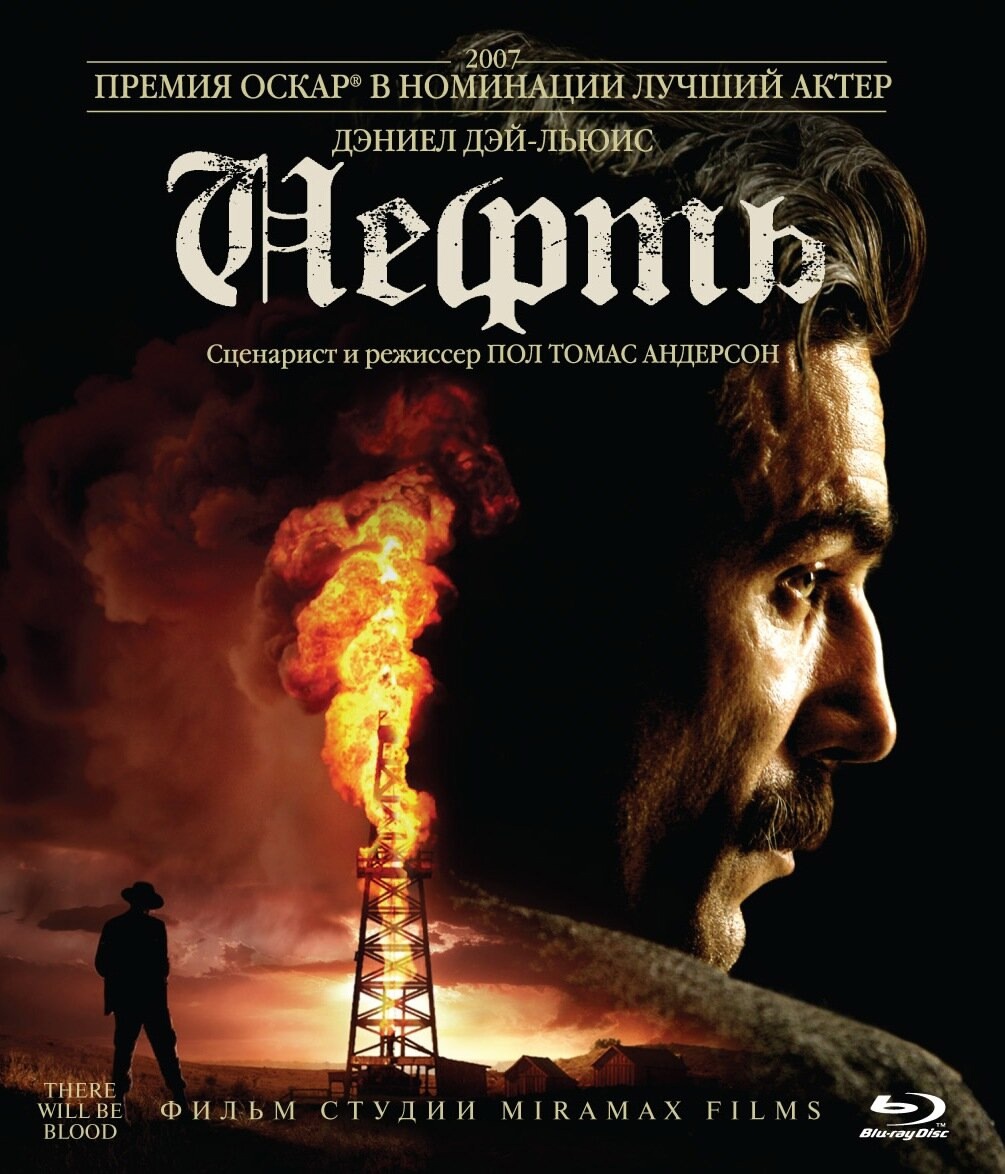 2007
ПРЕМИЯ ОСКАР® В НОМИНАЦИИ ЛУЧШИЙ АКТЕР
ДЭНИЕЛ ДЭЙ-ЛЬЮИС
Нефть
Сценарист и режиссер ПОЛ ТОМАС АНДЕРСОН
THERE
WILL BE
BLOOD
ФИЛЬМ СТУДИИ MIRAMAX FILMS
Blu-ray Disc™